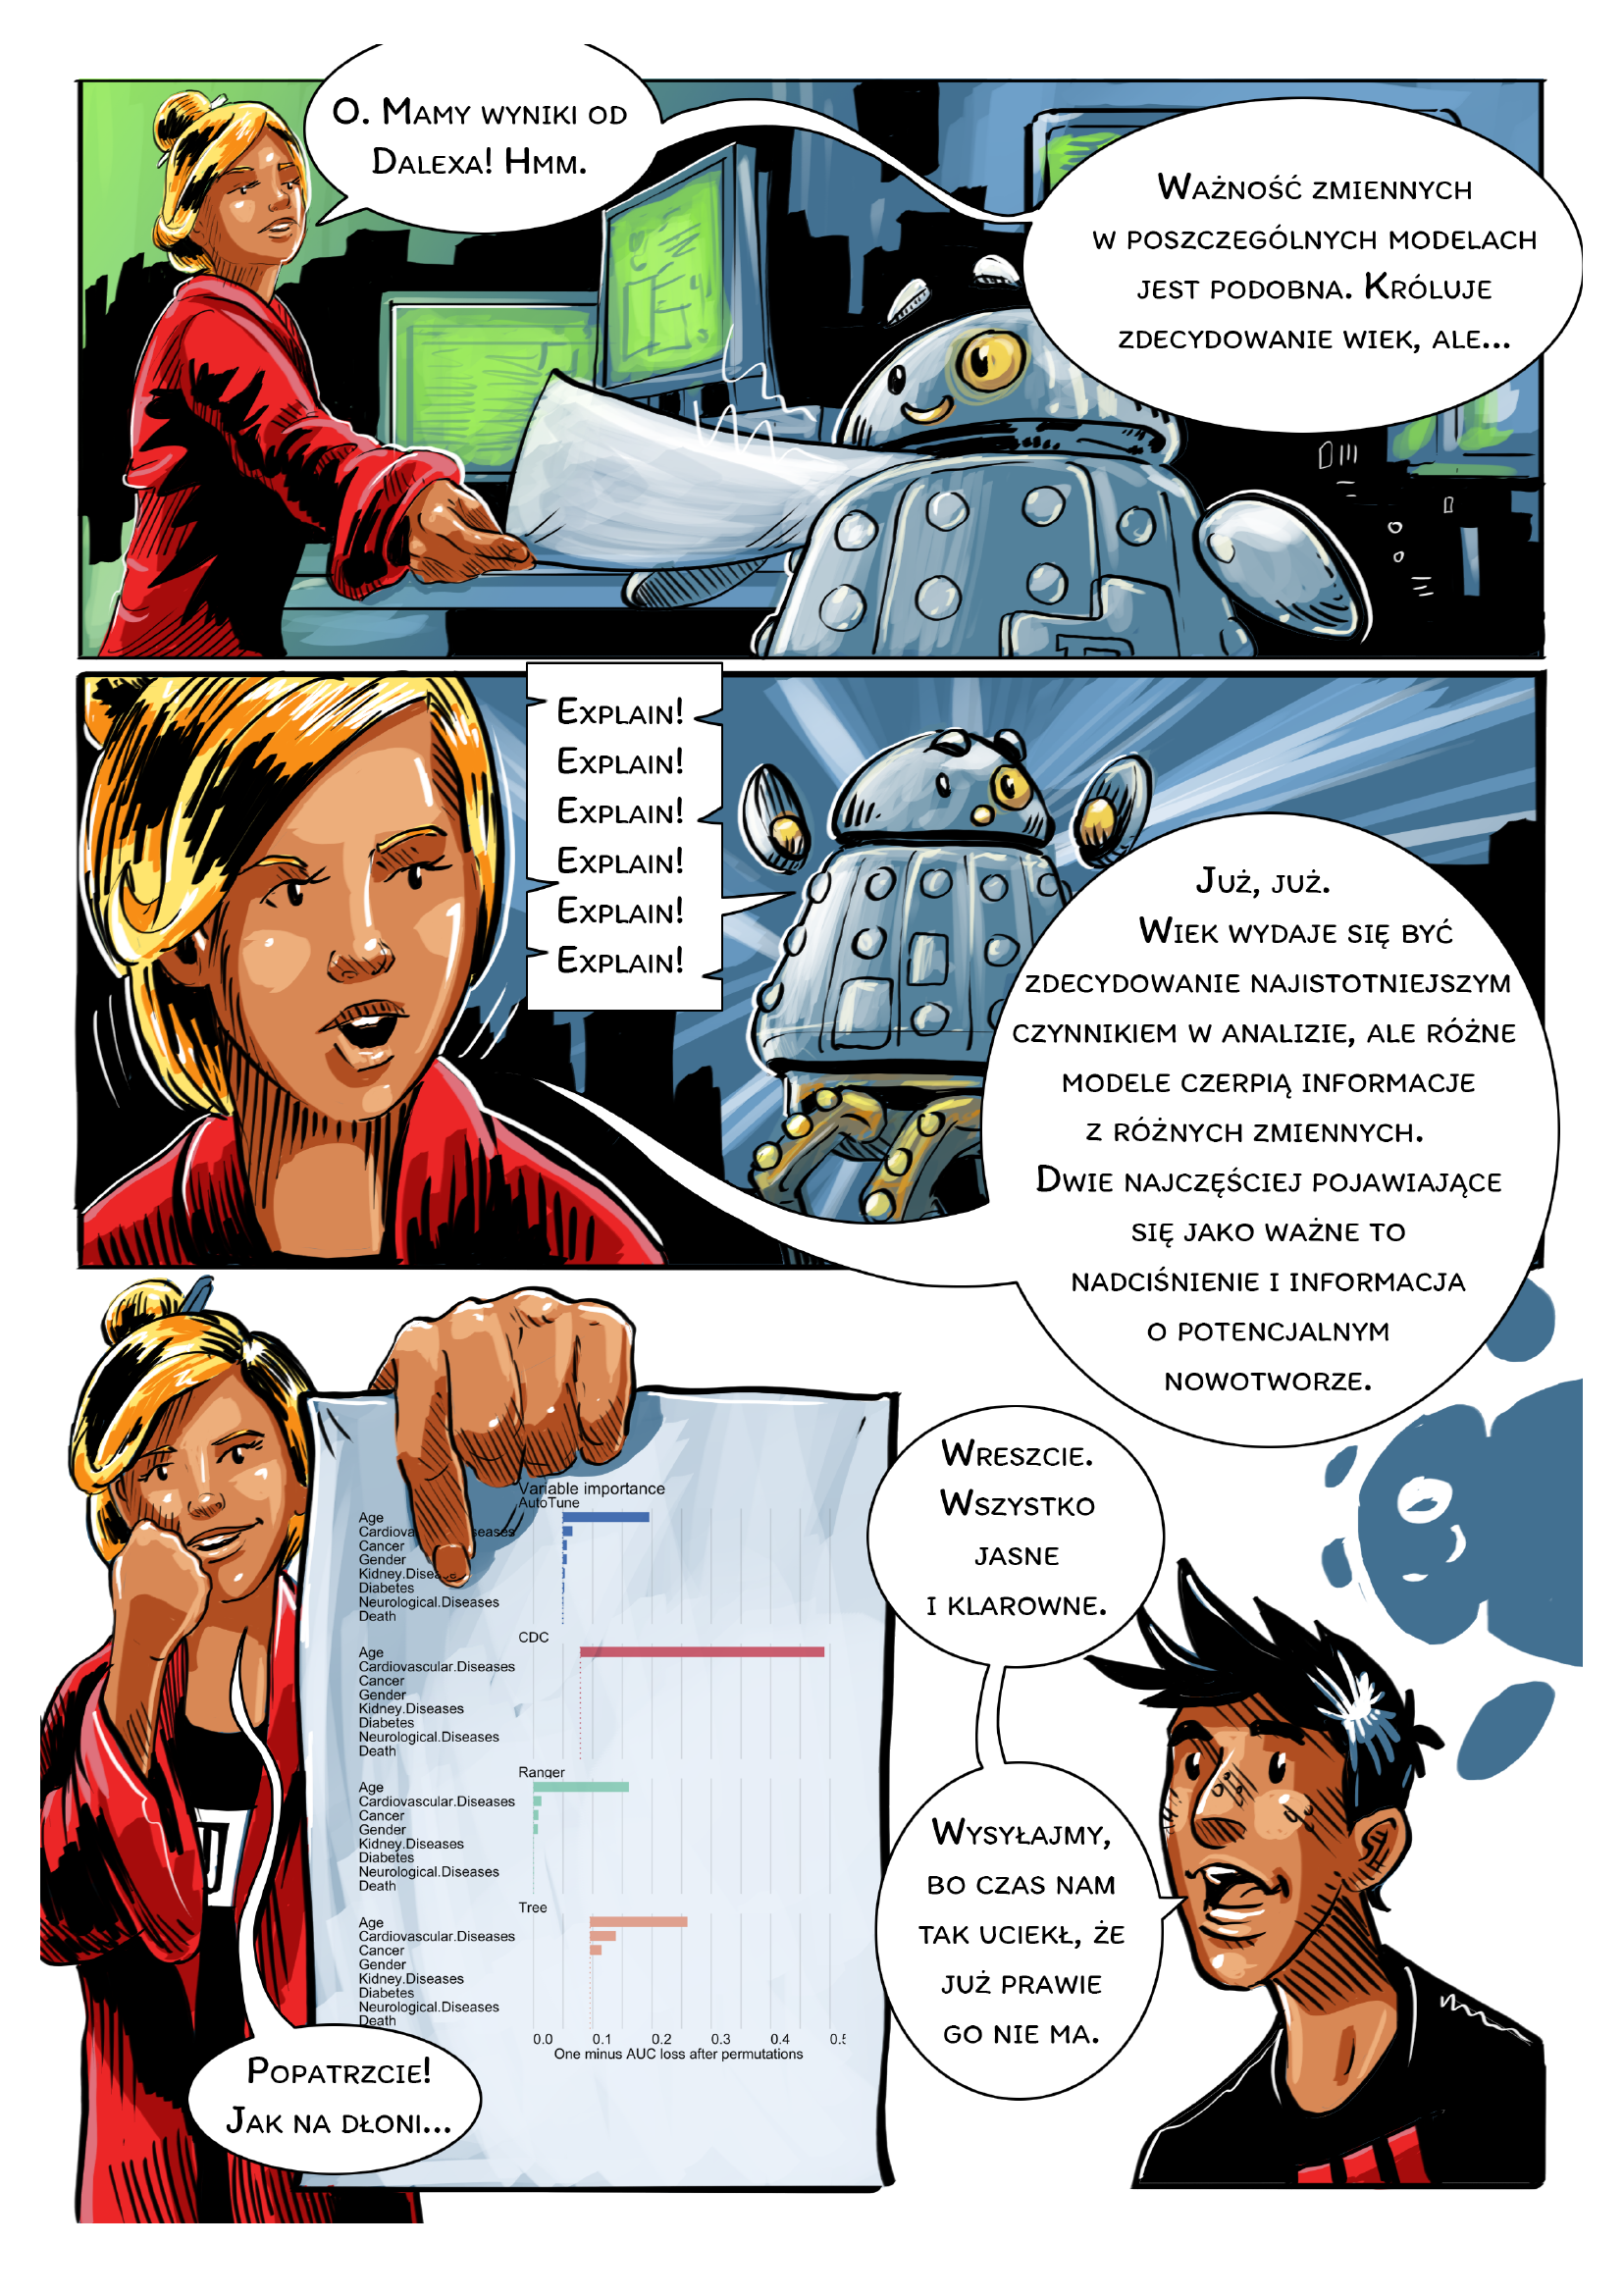 O. Mamy wyniki od
Dalexa! Hmm.
Ważność zmiennych
w poszczególnych modelach
jest podobna. Króluje
zdecydowanie wiek, ale...
Explain!
Explain!
Explain!
Explain!
Explain!
Explain!
Już, już.
Wiek wydaje się być
zdecydowanie najistotniejszym
czynnikiem w analizie, ale różne
modele czerpią informacje
z różnych zmiennych.
Dwie najczęściej pojawiające
się jako ważne to
nadciśnienie i informacja
o potencjalnym
nowotworze.
Variable importance
AutoTune
Age
Cardiova seases
Cancer
Gender
Kidney.Disease
Diabetes
Neurological.Diseases
Death
CDC
Age
Cardiovascular.Diseases
Cancer
Gender
Kidney.Diseases
Diabetes
Neurological.Diseases
Death
Ranger
Age
Cardiovascular.Diseases
Cancer
Gender
Kidney.Diseases
Diabetes
Neurological.Diseases
Death
Tree
Age
Cardiovascular.Diseases
Cancer
Gender
Kidney.Diseases
Diabetes
Neurological.Diseases
Death
0.0 0.1 0.2 0.3 0.4 0.5
One minus AUC loss after permutations
Popatrzcie!
Jak na dłoni...
Wreszcie.
Wszystko
jasne
i klarowne.
Wysyłajmy,
bo czas nam
tak uciekł, że
już prawie
go nie ma.